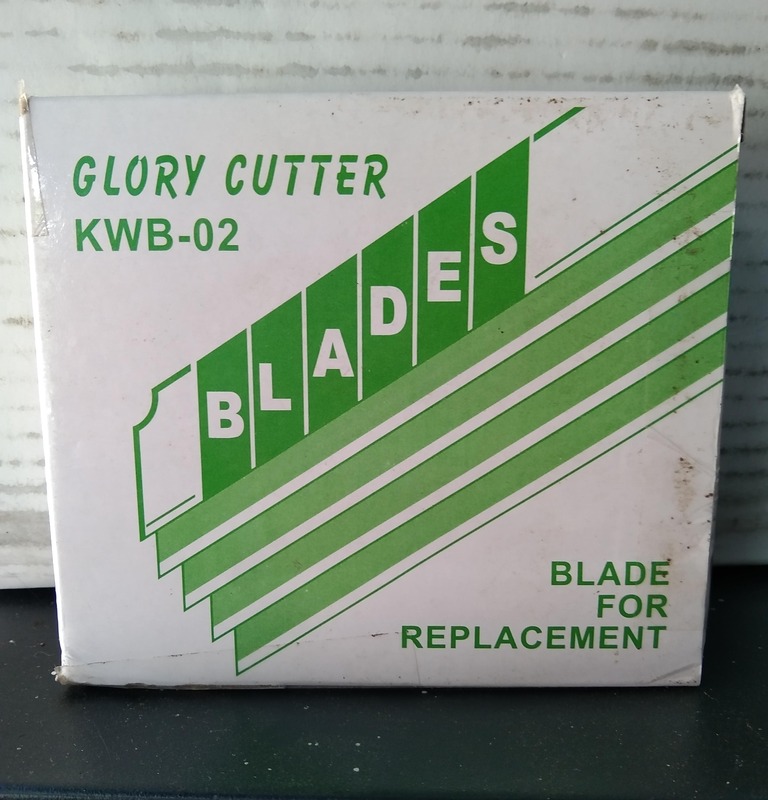 GLORY CUTTER
KWB-02
BLADES
BLADE
FOR
REPLACEMENT